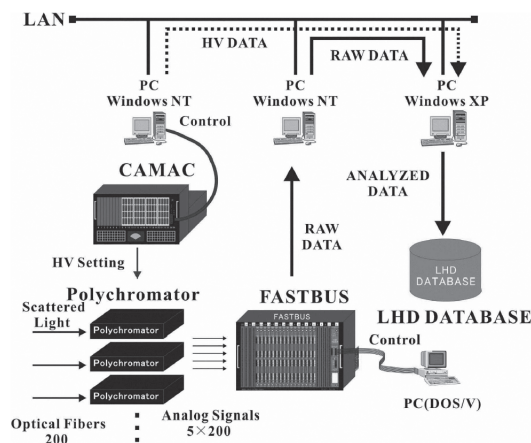 LAN
HV DATA
RAW DATA
PC
Windows NT
PC
Windows NT
PC
Windows XP
Control
CAMAC
ANALYZED
DATA
RAW
DATA
HV Setting
LHD
DATABASE
Polychromator
FASTBUS
LHD DATABASE
Scattered
Light
Polychromator
Polychromator
Polychromator
FASTBUS
Control
PC(DOS/V)
Optical Fibers
200
Analog Signals
5×200